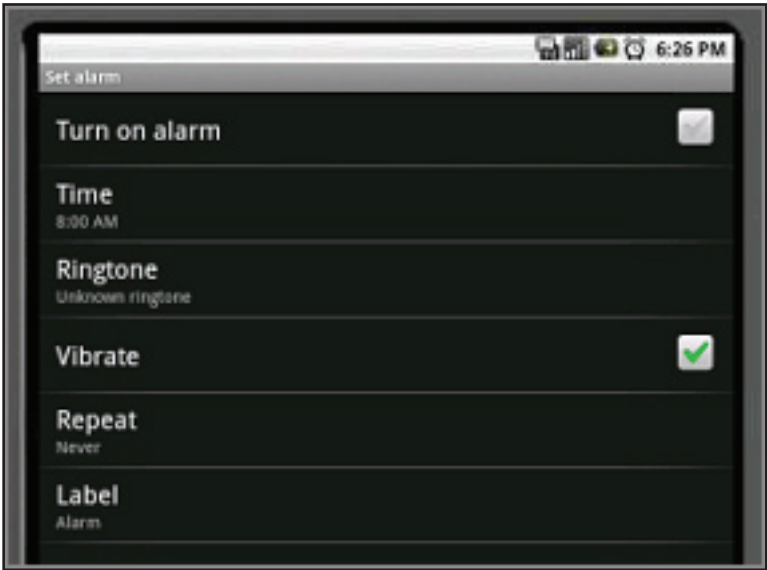 6:26 PM
Set alarm
Turn on alarm
Time
8:00 AM
Ringtone
Unknown ringtone
Vibrate
Repeat
Never
Label
Alarm